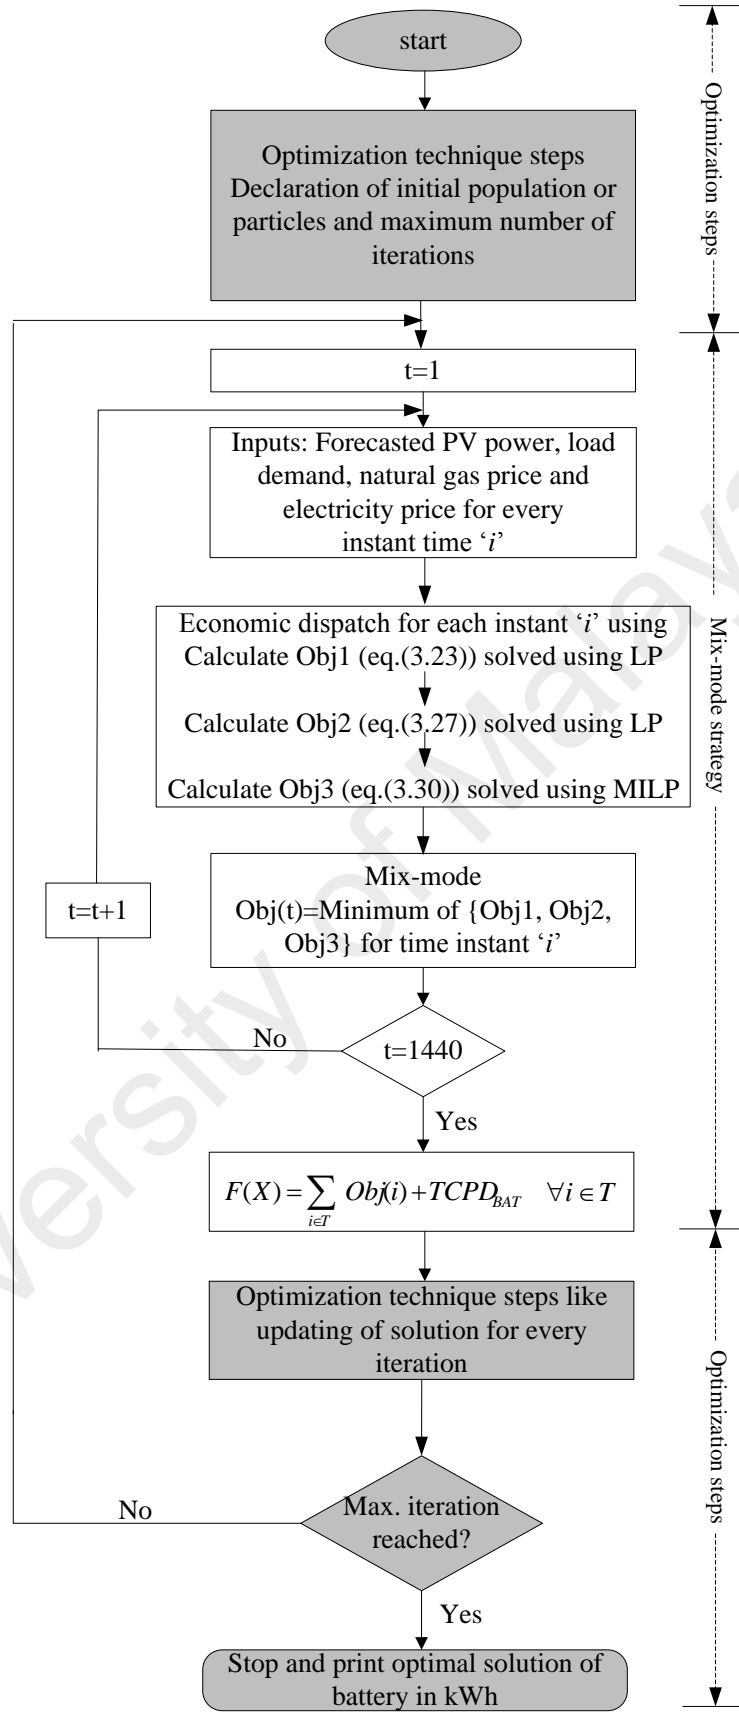 start
Optimization technique steps
Declaration of initial population or
particles and maximum number of
iterations
t=1
Inputs: Forecasted PV power, load
demand, natural gas price and
electricity price for every
instant time ‘i’
Economic dispatch for each instant ‘i’ using
Calculate Obj1 (eq.(3.23)) solved using LP
Calculate Obj2 (eq.(3.27)) solved using LP
Calculate Obj3 (eq.(3.30)) solved using MILP
t=t+1
Mix-mode
Obj(t)=Minimum of {Obj1, Obj2,
Obj3} for time instant ‘i’
No
t=1440
Yes
F(X) = ∑_{i∈T} Obj(i) + TCPD_{BAT} ∀i ∈ T
Optimization technique steps like
updating of solution for every
iteration
No
Max. iteration
reached?
Yes
Stop and print optimal solution of
battery in kWh
Optimization steps
Mix-mode strategy
Optimization steps
versity of Malaya